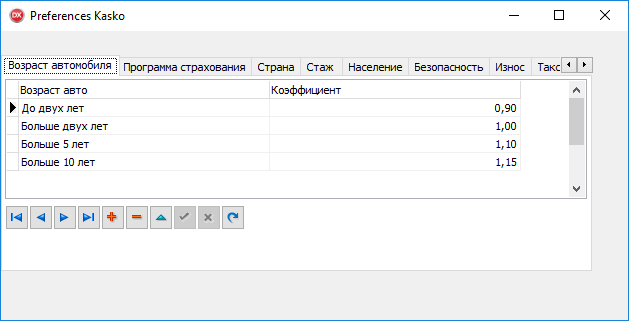 DX Preferences Kasko
Возраст автомобиля Программа страхования Страна Стаж Население Безопасность Износ Такс
Возраст авто Коэффициент
До двух лет 0,90
Больше двух лет 1,00
Больше 5 лет 1,10
Больше 10 лет 1,15